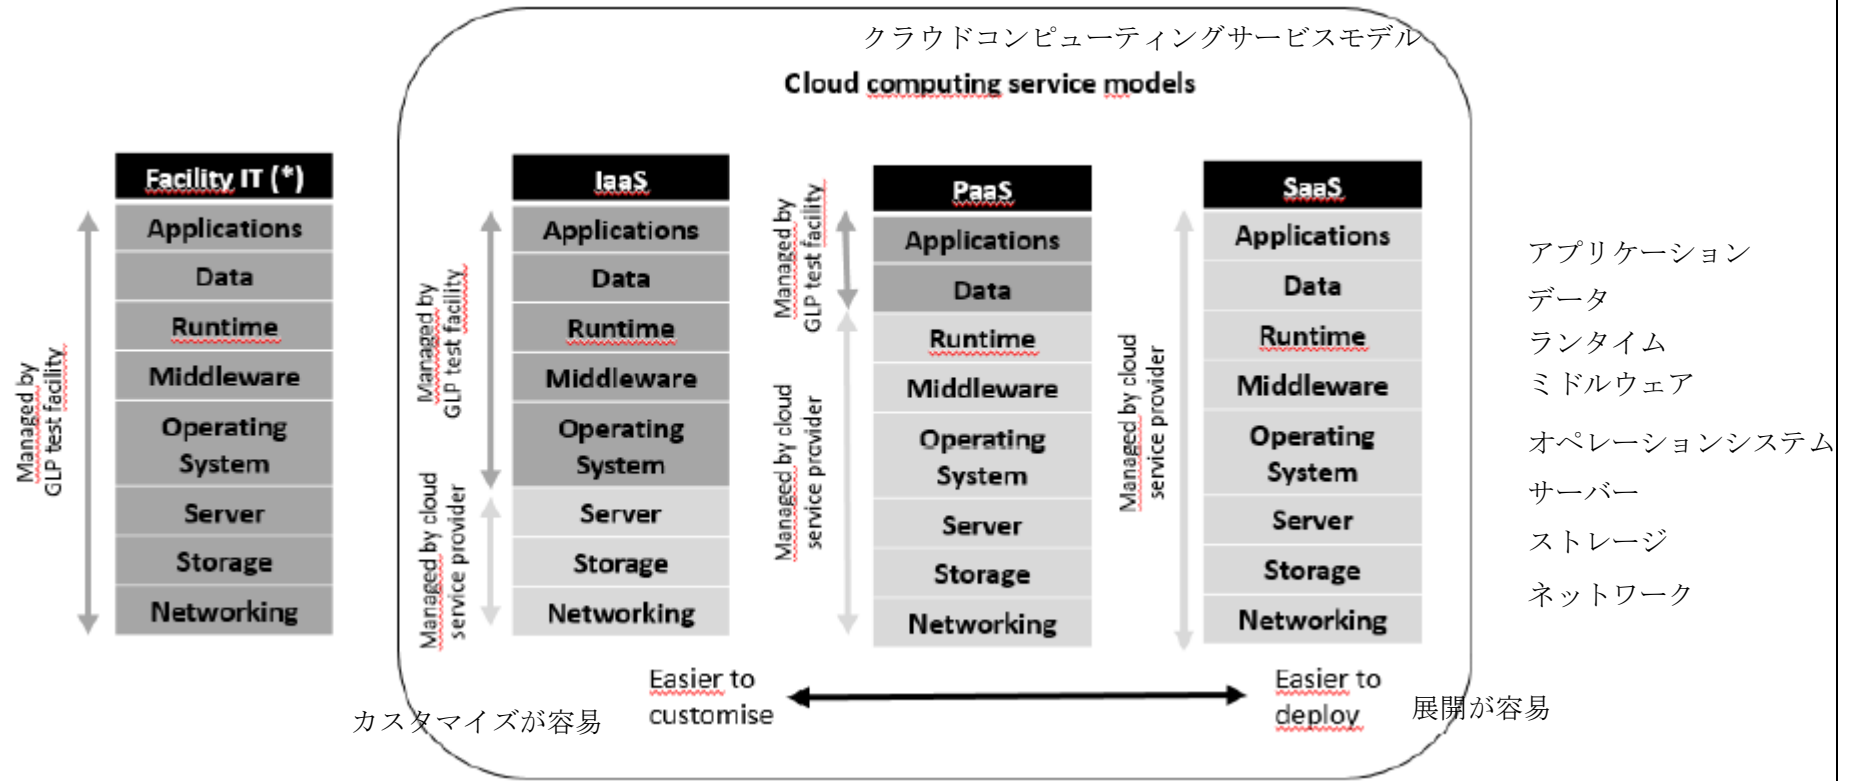 クラウドコンピューティングサービスモデル
Cloud computing service models
Facility IT (*)
Applications
Data
Runtime
Middleware
Operating
System
Server
Storage
Networking
Managed by
GLP test facility
IaaS
Applications
Data
Runtime
Middleware
Operating
System
Server
Storage
Networking
Managed by
GLP test facility
Managed by cloud
service provider
PaaS
Applications
Data
Runtime
Middleware
Operating
System
Server
Storage
Networking
Managed by
GLP test facility
Managed by cloud
service provider
SaaS
Applications
Data
Runtime
Middleware
Operating
System
Server
Storage
Networking
Managed by cloud
service provider
アプリケーション
データ
ランタイム
ミドルウェア
オペレーションシステム
サーバー
ストレージ
ネットワーク
カスタマイズが容易
Easier to
customise
Easier to
deploy
展開が容易